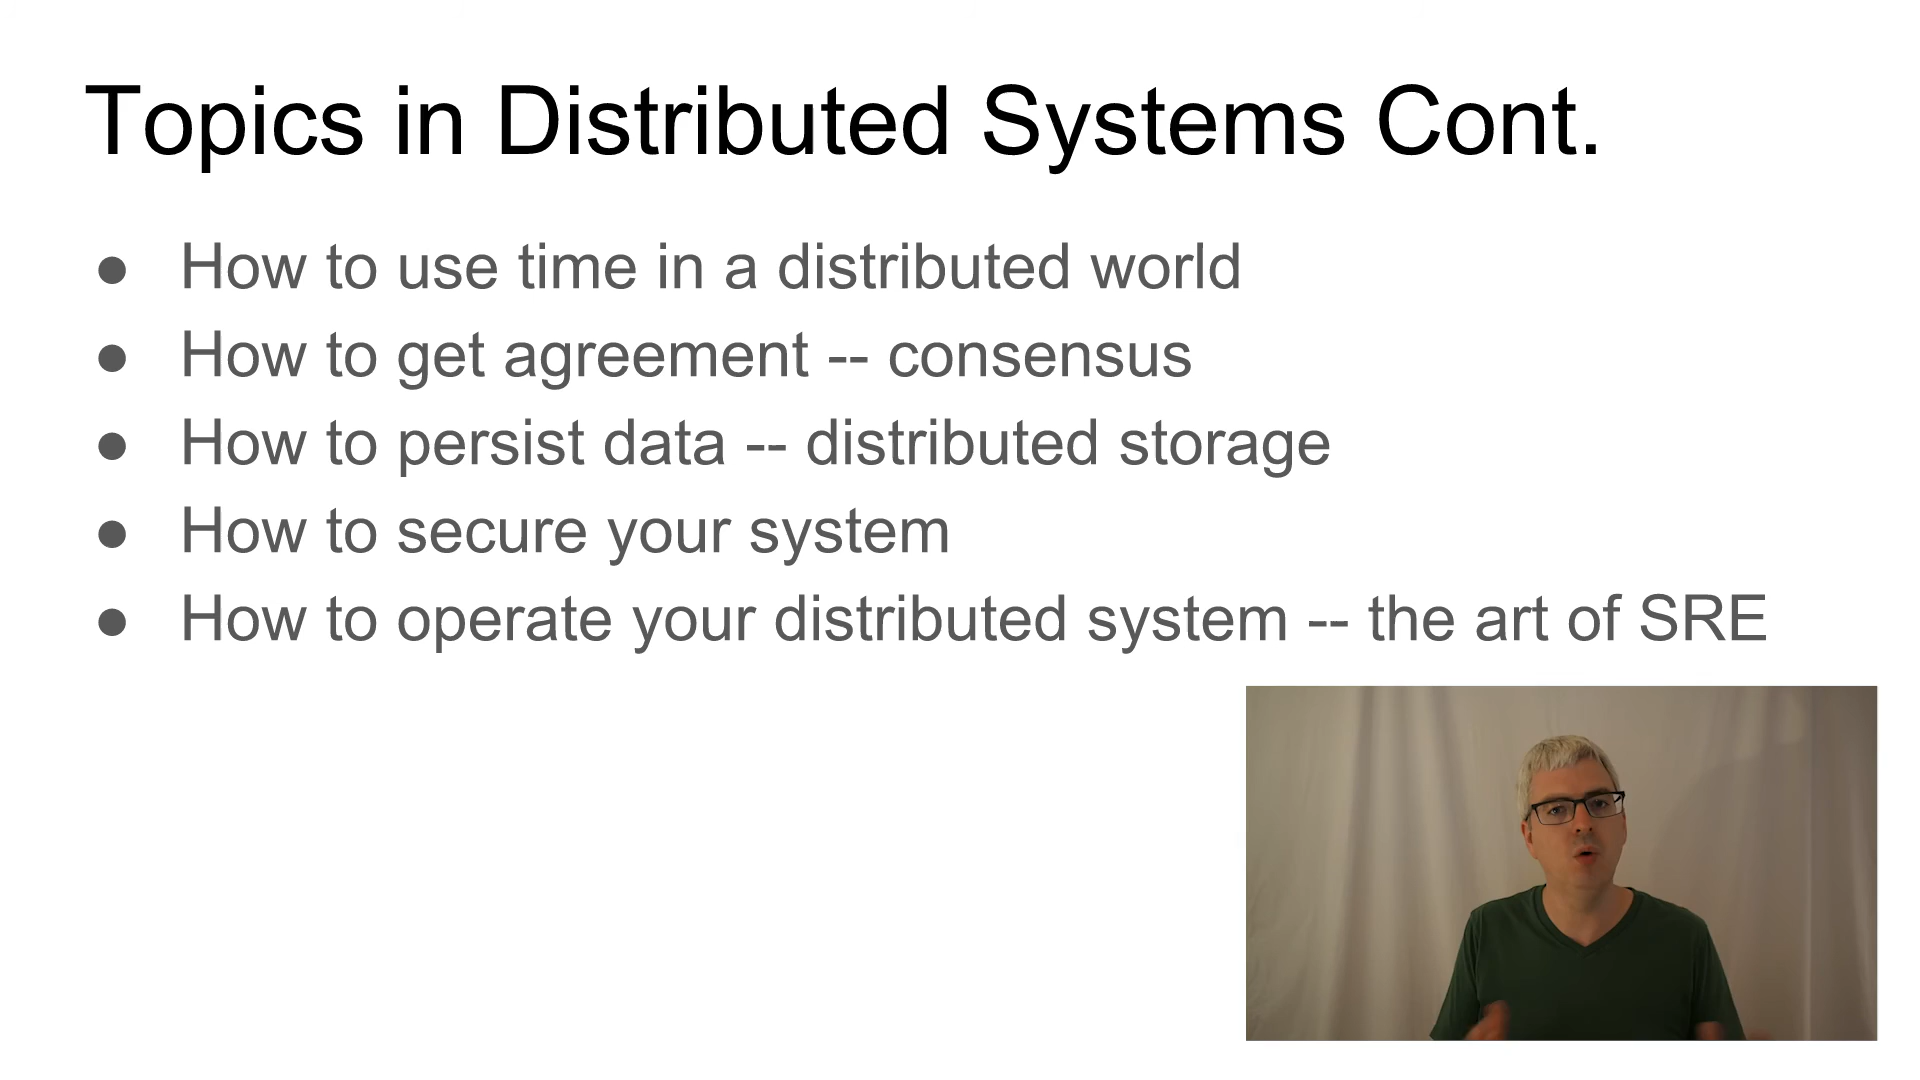 Topics in Distributed Systems Cont.
● How to use time in a distributed world
● How to get agreement -- consensus
● How to persist data -- distributed storage
● How to secure your system
● How to operate your distributed system -- the art of SRE